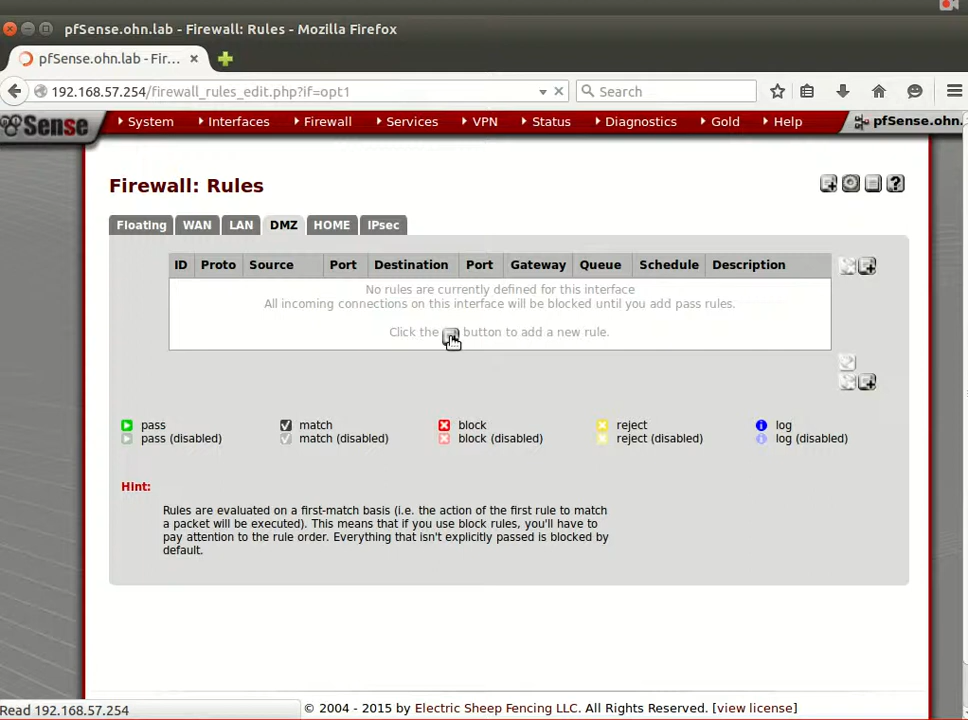 pfSense.ohn.lab - Firewall: Rules - Mozilla Firefox
pfSense.ohn.lab - Fir...
192.168.57.254/firewall_rules_edit.php?if=opt1
Search
Sense
System Interfaces Firewall Services VPN Status Diagnostics Gold Help pfSense.ohn.
Firewall: Rules
Floating WAN LAN DMZ HOME IPsec
ID Proto Source Port Destination Port Gateway Queue Schedule Description
No rules are currently defined for this interface
All incoming connections on this interface will be blocked until you add pass rules.
Click the button to add a new rule.
pass match block reject log
pass (disabled) match (disabled) block (disabled) reject (disabled) log (disabled)
Hint:
Rules are evaluated on a first-match basis (i.e. the action of the first rule to match
a packet will be executed). This means that if you use block rules, you'll have to
pay attention to the rule order. Everything that isn't explicitly passed is blocked by
default.
Read 192.168.57.254
© 2004 - 2015 by Electric Sheep Fencing LLC. All Rights Reserved. [view license]